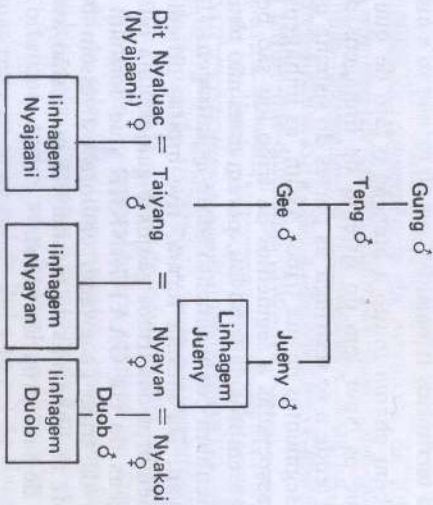 Gung ♂
Teng ♂
Gee ♂
Jueny ♂
Linhagem
Jueny
Dit Nyaluac
(Nyajaani) ♀
=
Taiyang
♂
=
Nyayan
♀
=
Nyakoi
♀
Duob ♂
linhagem
Nyajaani
linhagem
Nyayan
linhagem
Duob